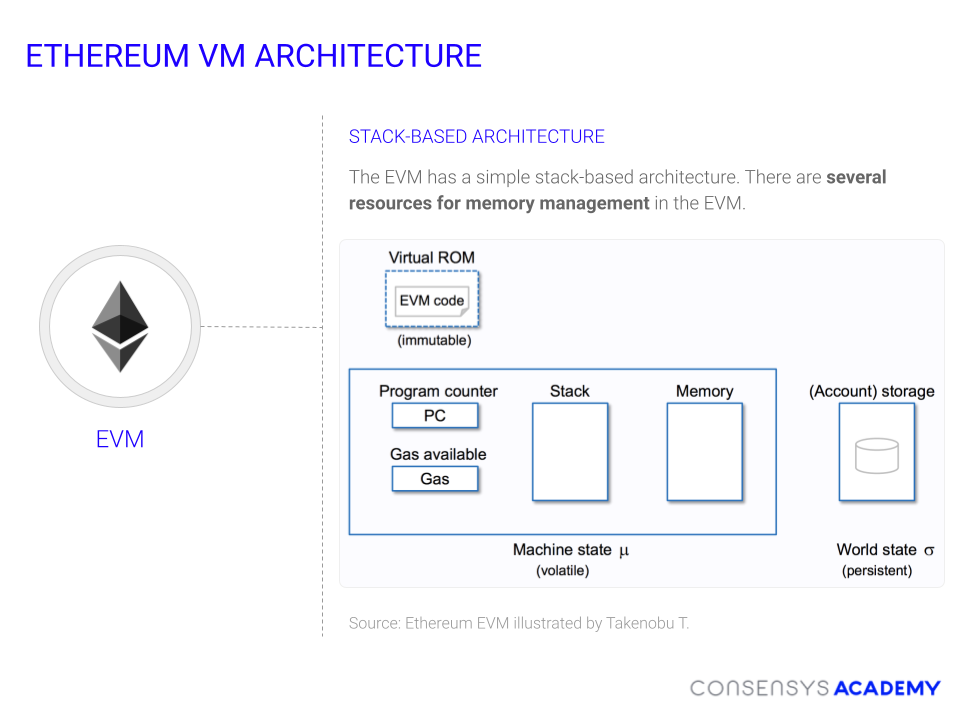 ETHEREUM VM ARCHITECTURE
STACK-BASED ARCHITECTURE
The EVM has a simple stack-based architecture. There are several
resources for memory management in the EVM.
EVM
Virtual ROM
EVM code
(immutable)
Program counter
PC
Gas available
Gas
Stack
Memory
(Account) storage
Machine state μ
(volatile)
World state σ
(persistent)
Source: Ethereum EVM illustrated by Takenobu T.
CONSENSYS ACADEMY